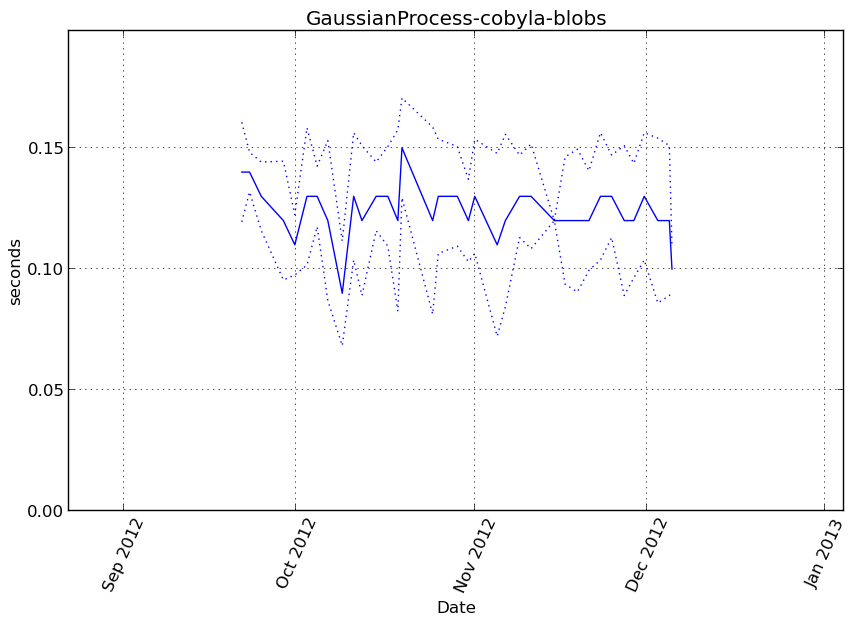 GaussianProcess-cobyla-blobs
seconds
0.15
0.10
0.05
0.00
Sep 2012
Oct 2012
Nov 2012
Dec 2012
Jan 2013
Date